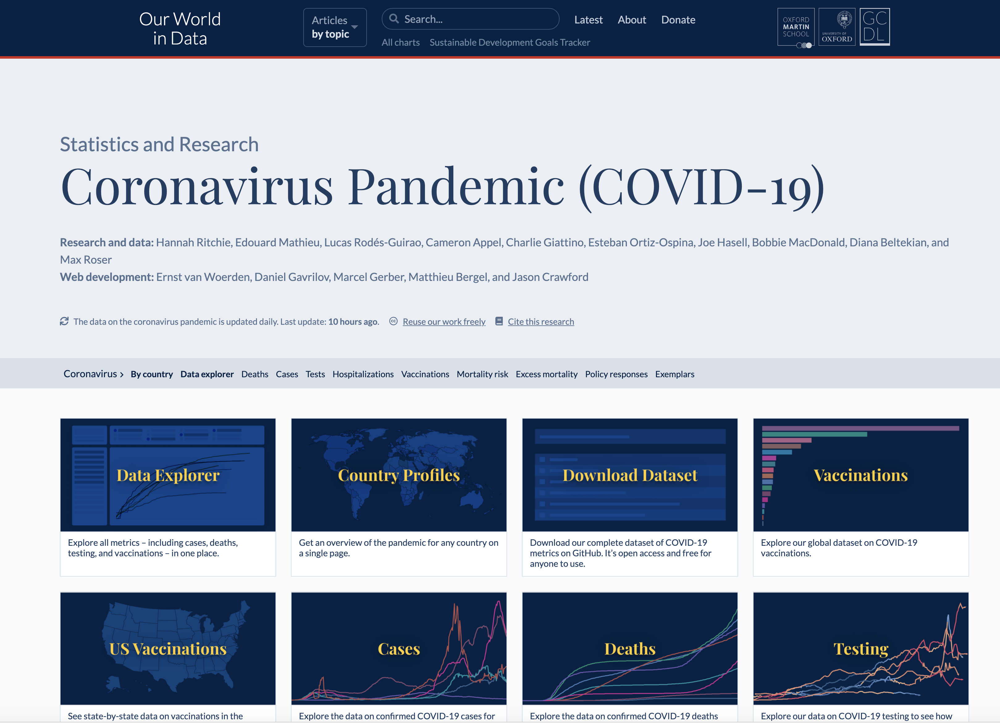 Our World
in Data
Articles
by topic
Search...
Latest About Donate
All charts Sustainable Development Goals Tracker
OXFORD
MARTIN
SCHOOL
UNIVERSITY OF
OXFORD
GC
DL
Statistics and Research
Coronavirus Pandemic (COVID-19)
Research and data: Hannah Ritchie, Edouard Mathieu, Lucas Rodés-Guirao, Cameron Appel, Charlie Giattino, Esteban Ortiz-Ospina, Joe Hasell, Bobbie MacDonald, Diana Beltekian, and
Max Roser
Web development: Ernst van Woerden, Daniel Gavrilov, Marcel Gerber, Matthieu Bergel, and Jason Crawford
The data on the coronavirus pandemic is updated daily. Last update: 10 hours ago. cc Reuse our work freely Cite this research
Coronavirus › By country Data explorer Deaths Cases Tests Hospitalizations Vaccinations Mortality risk Excess mortality Policy responses Exemplars
Data Explorer
Explore all metrics – including cases, deaths,
testing, and vaccinations – in one place.
Country Profiles
Get an overview of the pandemic for any country on
a single page.
Download Dataset
Download our complete dataset of COVID-19
metrics on GitHub. It’s open access and free for
anyone to use.
Vaccinations
Explore our global dataset on COVID-19
vaccinations.
US Vaccinations
See state-by-state data on vaccinations in the
Cases
Explore the data on confirmed COVID-19 cases for
Deaths
Explore the data on confirmed COVID-19 deaths
Testing
Explore our data on COVID-19 testing to see how